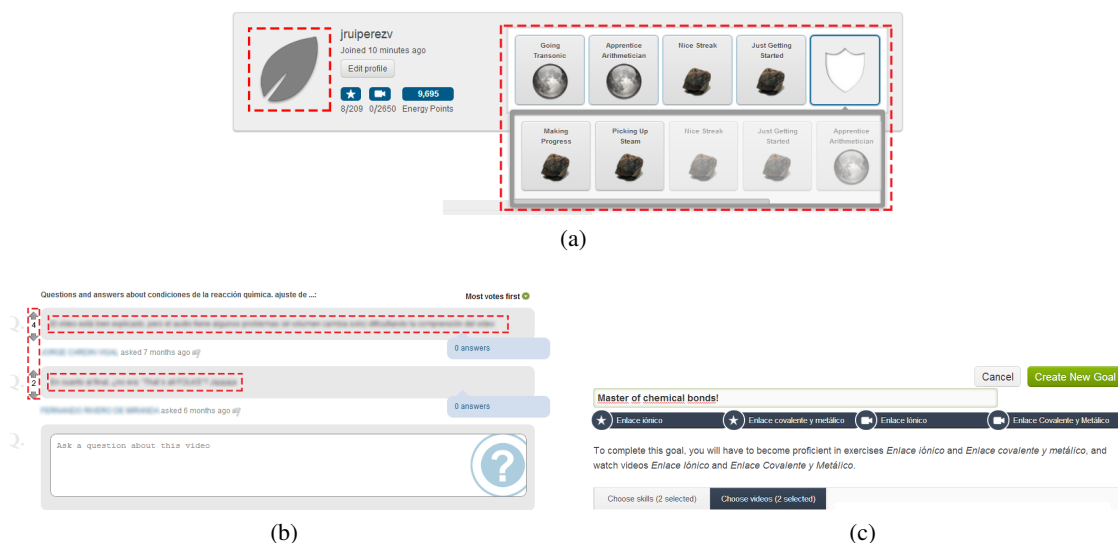 jruiperezv
Joined 10 minutes ago
Edit profile
9,695
8/209 0/2650 Energy Points
Going Transonic
Apprentice Arithmetician
Nice Streak
Just Getting Started
Making Progress
Picking Up Steam
Nice Streak
Just Getting Started
Apprentice Arithmetician
(a)
Questions and answers about condiciones de la reacción química. ajuste de ...:
Most votes first
Q.
4
asked 7 months ago
0 answers
2
asked 6 months ago
0 answers
Q.
Ask a question about this video
?
(b)
Cancel
Create New Goal
Master of chemical bonds!
Enlace iónico
Enlace covalente y metálico
Enlace Iónico
Enlace Covalente y Metálico
To complete this goal, you will have to become proficient in exercises Enlace iónico and Enlace covalente y metálico, and
watch videos Enlace Iónico and Enlace Covalente y Metálico.
Choose skills (2 selected)
Choose videos (2 selected)
(c)